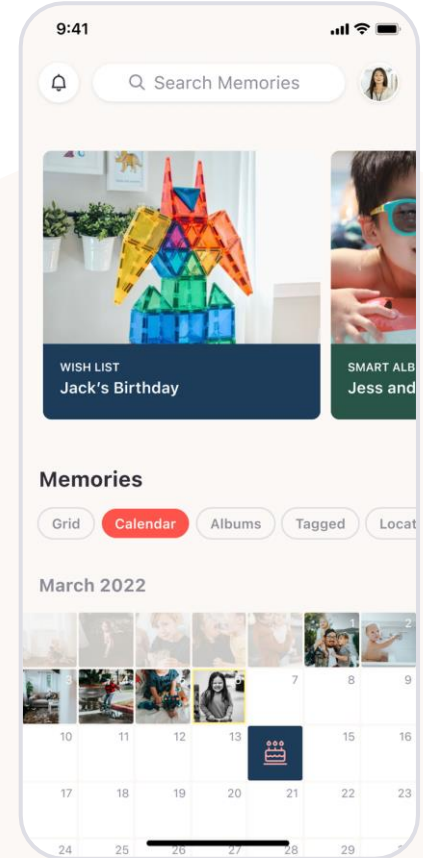 9:41
Search Memories
WISH LIST
Jack's Birthday
SMART ALB
Jess and
Memories
Grid Calendar Albums Tagged Locat
March 2022
1 2
3 7 8 9
10 11 12 13 15 16
17 18 19 20 21 22 23
24 25 26 27 28 29